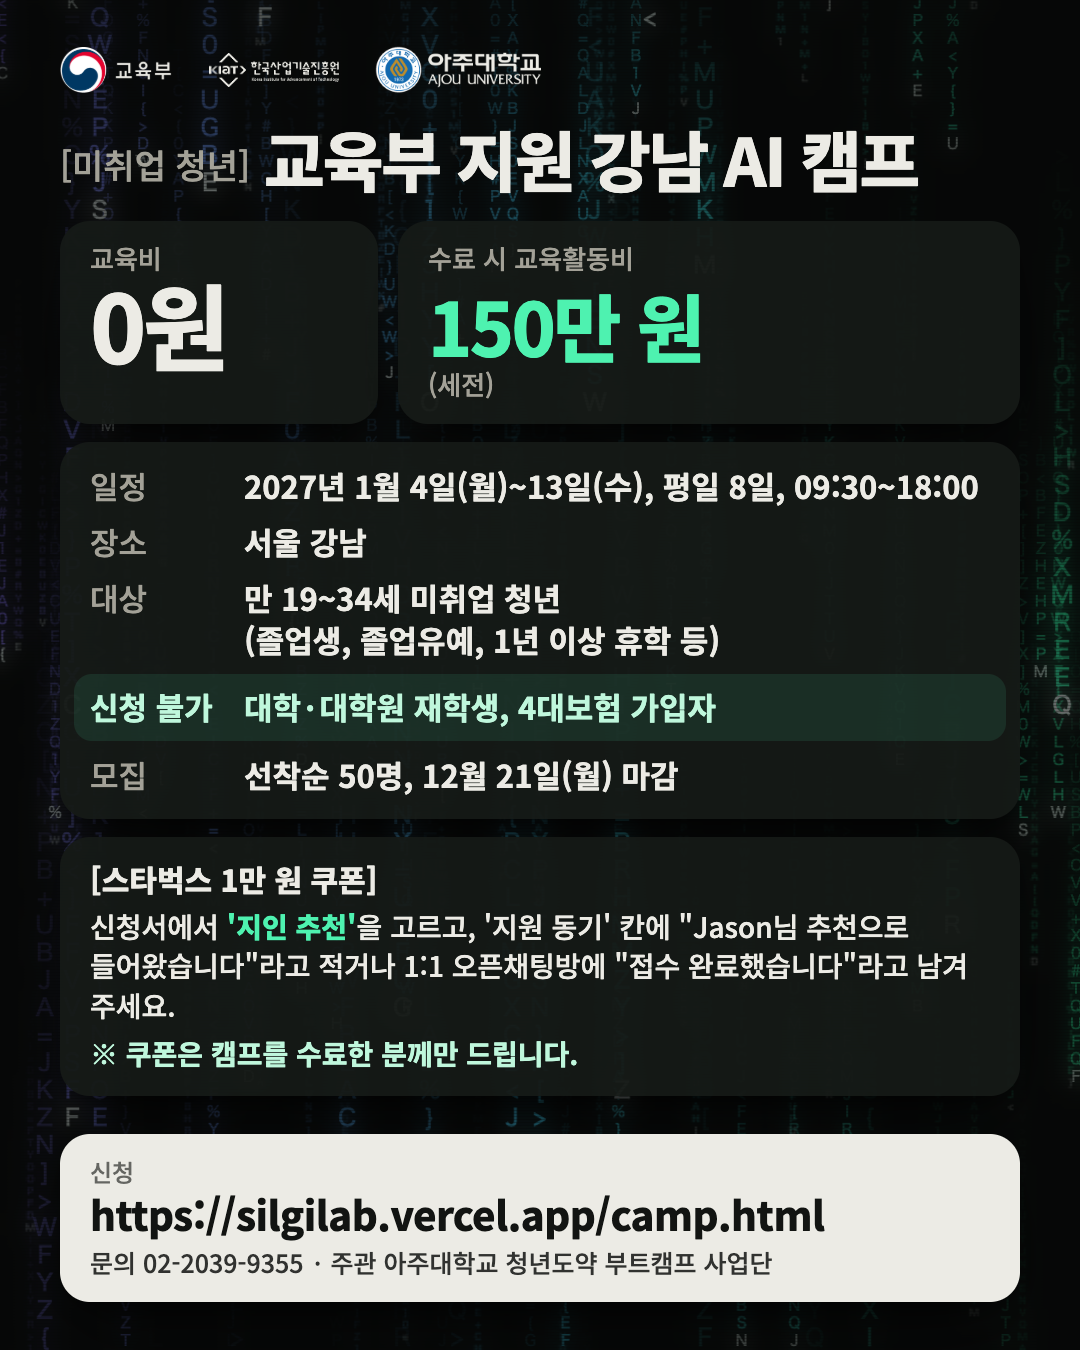 교육부
KIAT 한국산업기술진흥원
Korea Institute for Advancement of Technology
아주대학교
AJOU UNIVERSITY
[미취업 청년] 교육부 지원 강남 AI 캠프
교육비
0원
수료 시 교육활동비
150만 원
(세전)
일정 2027년 1월 4일(월)~13일(수), 평일 8일, 09:30~18:00
장소 서울 강남
대상 만 19~34세 미취업 청년
(졸업생, 졸업유예, 1년 이상 휴학 등)
신청 불가 대학·대학원 재학생, 4대보험 가입자
모집 선착순 50명, 12월 21일(월) 마감
[스타벅스 1만 원 쿠폰]
신청서에서 '지인 추천'을 고르고, '지원 동기' 칸에 "Jason님 추천으로
들어왔습니다"라고 적거나 1:1 오픈채팅방에 "접수 완료했습니다"라고 남겨
주세요.
※ 쿠폰은 캠프를 수료한 분께만 드립니다.
신청
https://silgilab.vercel.app/camp.html
문의 02-2039-9355 · 주관 아주대학교 청년도약 부트캠프 사업단